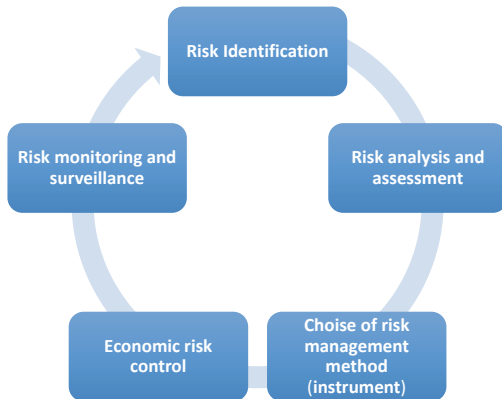 Risk Identification
Risk analysis and
assessment
Choise of risk
management
method
(instrument)
Economic risk
control
Risk monitoring and
surveillance